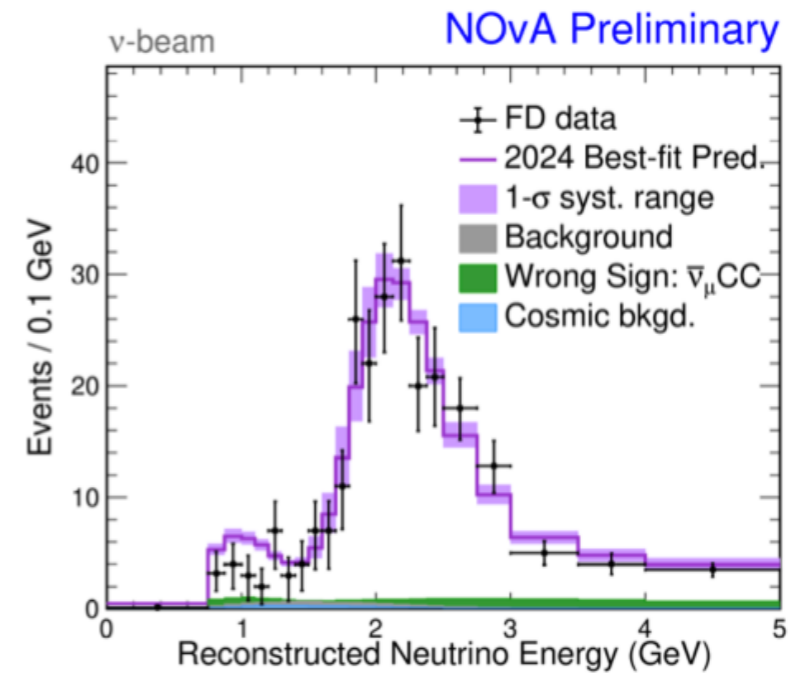 ν-beam
NOvA Preliminary
FD data
2024 Best-fit Pred.
1-σ syst. range
Background
Wrong Sign: ν̅μCC
Cosmic bkgd.
Events / 0.1 GeV
40
30
20
10
0
0 1 2 3 4 5
Reconstructed Neutrino Energy (GeV)